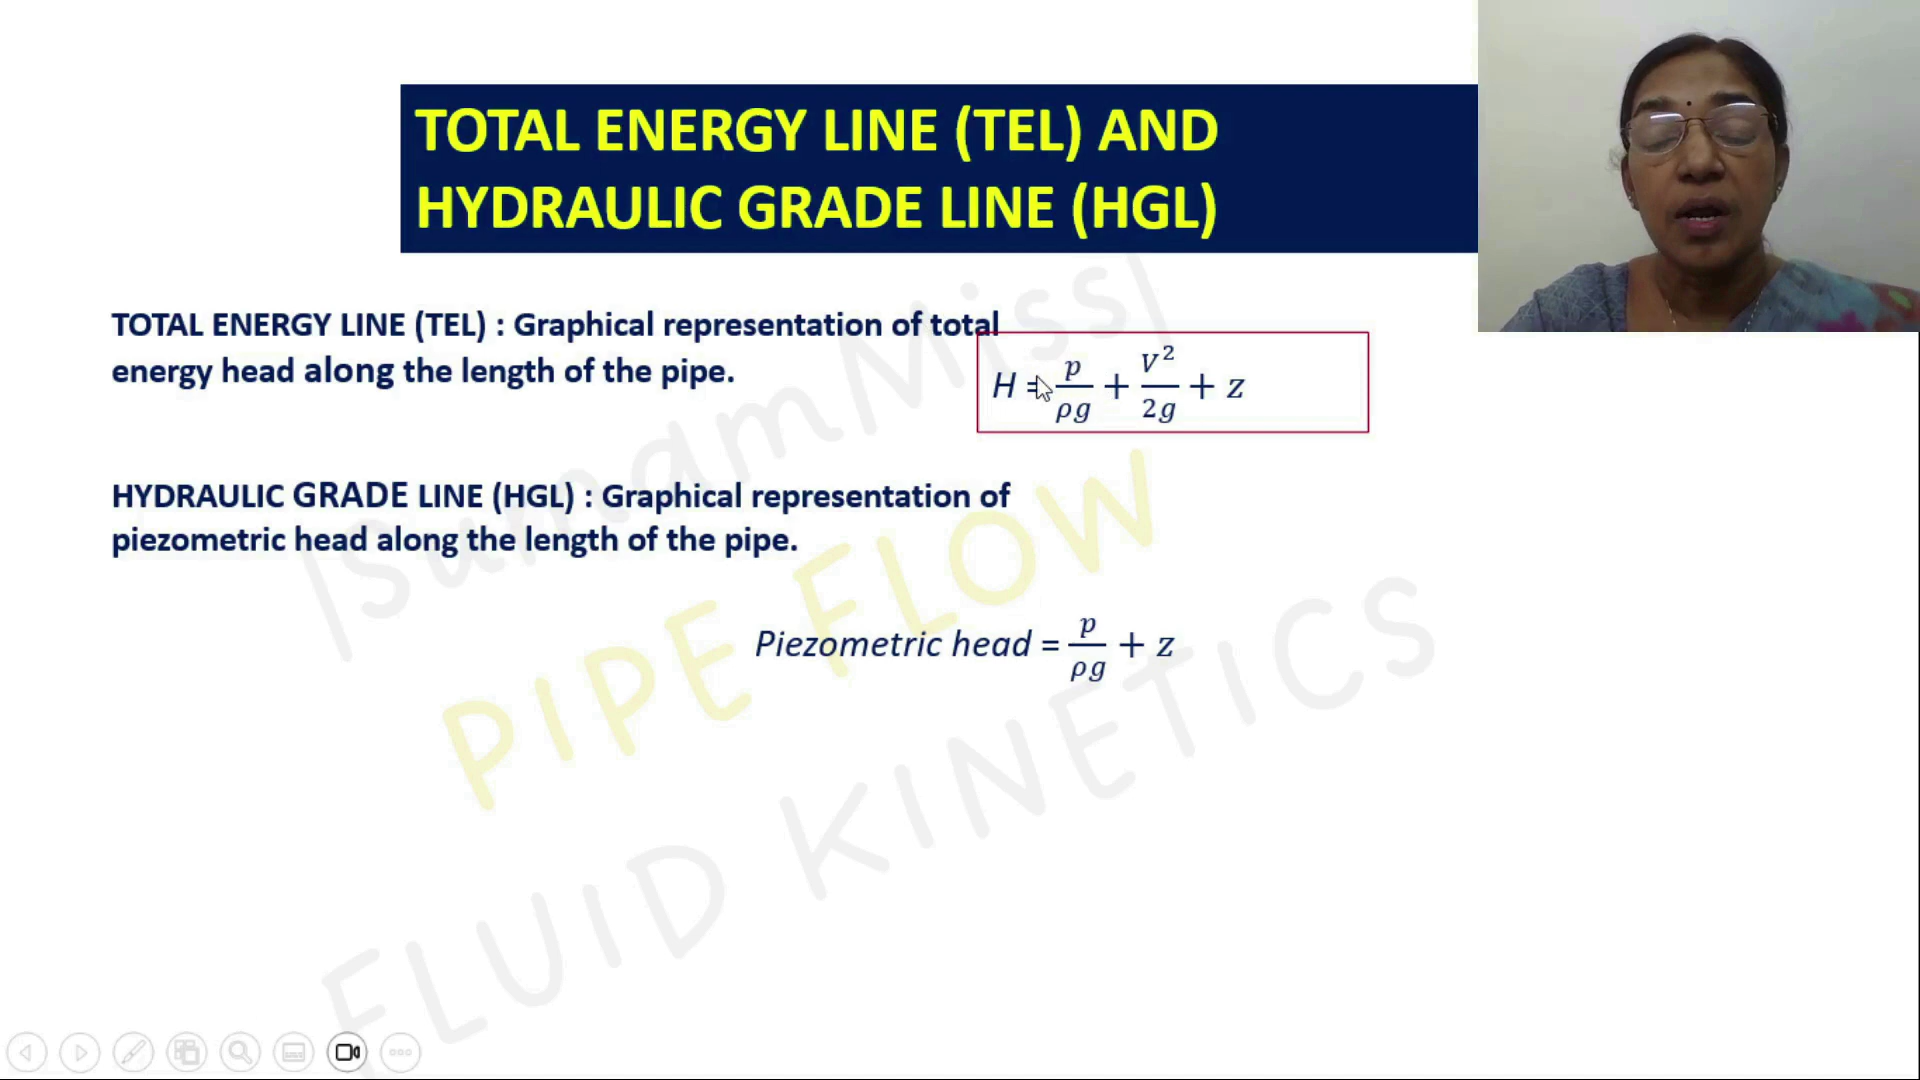 TOTAL ENERGY LINE (TEL) AND
HYDRAULIC GRADE LINE (HGL)
TOTAL ENERGY LINE (TEL) : Graphical representation of total
energy head along the length of the pipe.
H = p/ρg + V²/2g + z
HYDRAULIC GRADE LINE (HGL) : Graphical representation of
piezometric head along the length of the pipe.
Piezometric head = p/ρg + z
|SumamMiss|
PIPE FLOW
FLUID KINETICS